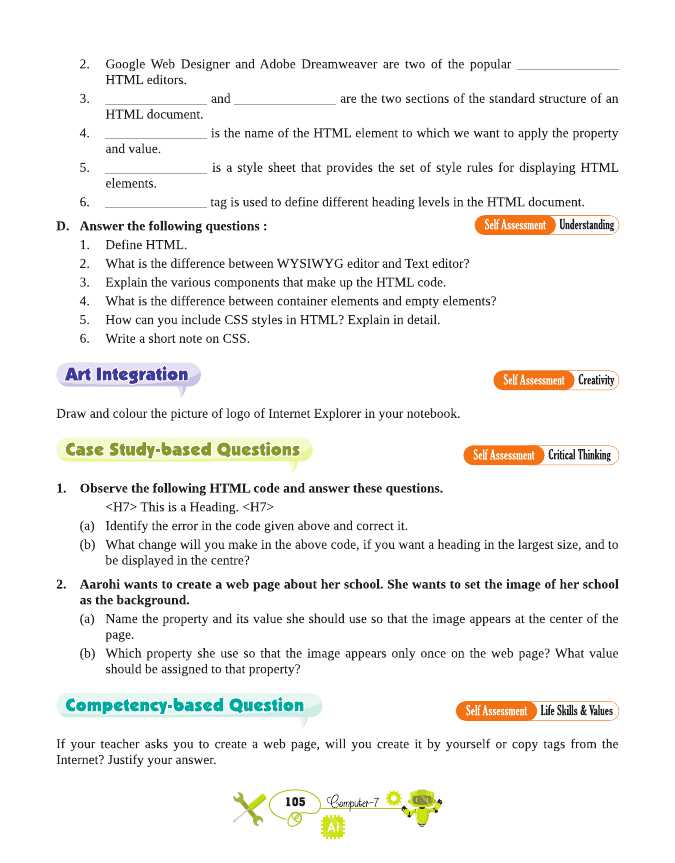 2. Google Web Designer and Adobe Dreamweaver are two of the popular _______________
HTML editors.
3. _______________ and _______________ are the two sections of the standard structure of an
HTML document.
4. _______________ is the name of the HTML element to which we want to apply the property
and value.
5. _______________ is a style sheet that provides the set of style rules for displaying HTML
elements.
6. _______________ tag is used to define different heading levels in the HTML document.
D. Answer the following questions : Self Assessment Understanding
1. Define HTML.
2. What is the difference between WYSIWYG editor and Text editor?
3. Explain the various components that make up the HTML code.
4. What is the difference between container elements and empty elements?
5. How can you include CSS styles in HTML? Explain in detail.
6. Write a short note on CSS.
Art Integration Self Assessment Creativity
Draw and colour the picture of logo of Internet Explorer in your notebook.
Case Study-based Questions Self Assessment Critical Thinking
1. Observe the following HTML code and answer these questions.
<H7> This is a Heading. <H7>
(a) Identify the error in the code given above and correct it.
(b) What change will you make in the above code, if you want a heading in the largest size, and to
be displayed in the centre?
2. Aarohi wants to create a web page about her school. She wants to set the image of her school
as the background.
(a) Name the property and its value she should use so that the image appears at the center of the
page.
(b) Which property she use so that the image appears only once on the web page? What value
should be assigned to that property?
Competency-based Question Self Assessment Life Skills & Values
If your teacher asks you to create a web page, will you create it by yourself or copy tags from the
Internet? Justify your answer.
105 Computer-7
AI